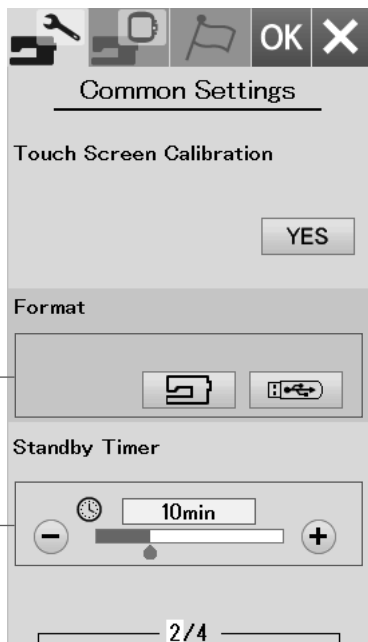 OK
Common Settings
Touch Screen Calibration
YES
Format
Standby Timer
10min
2/4